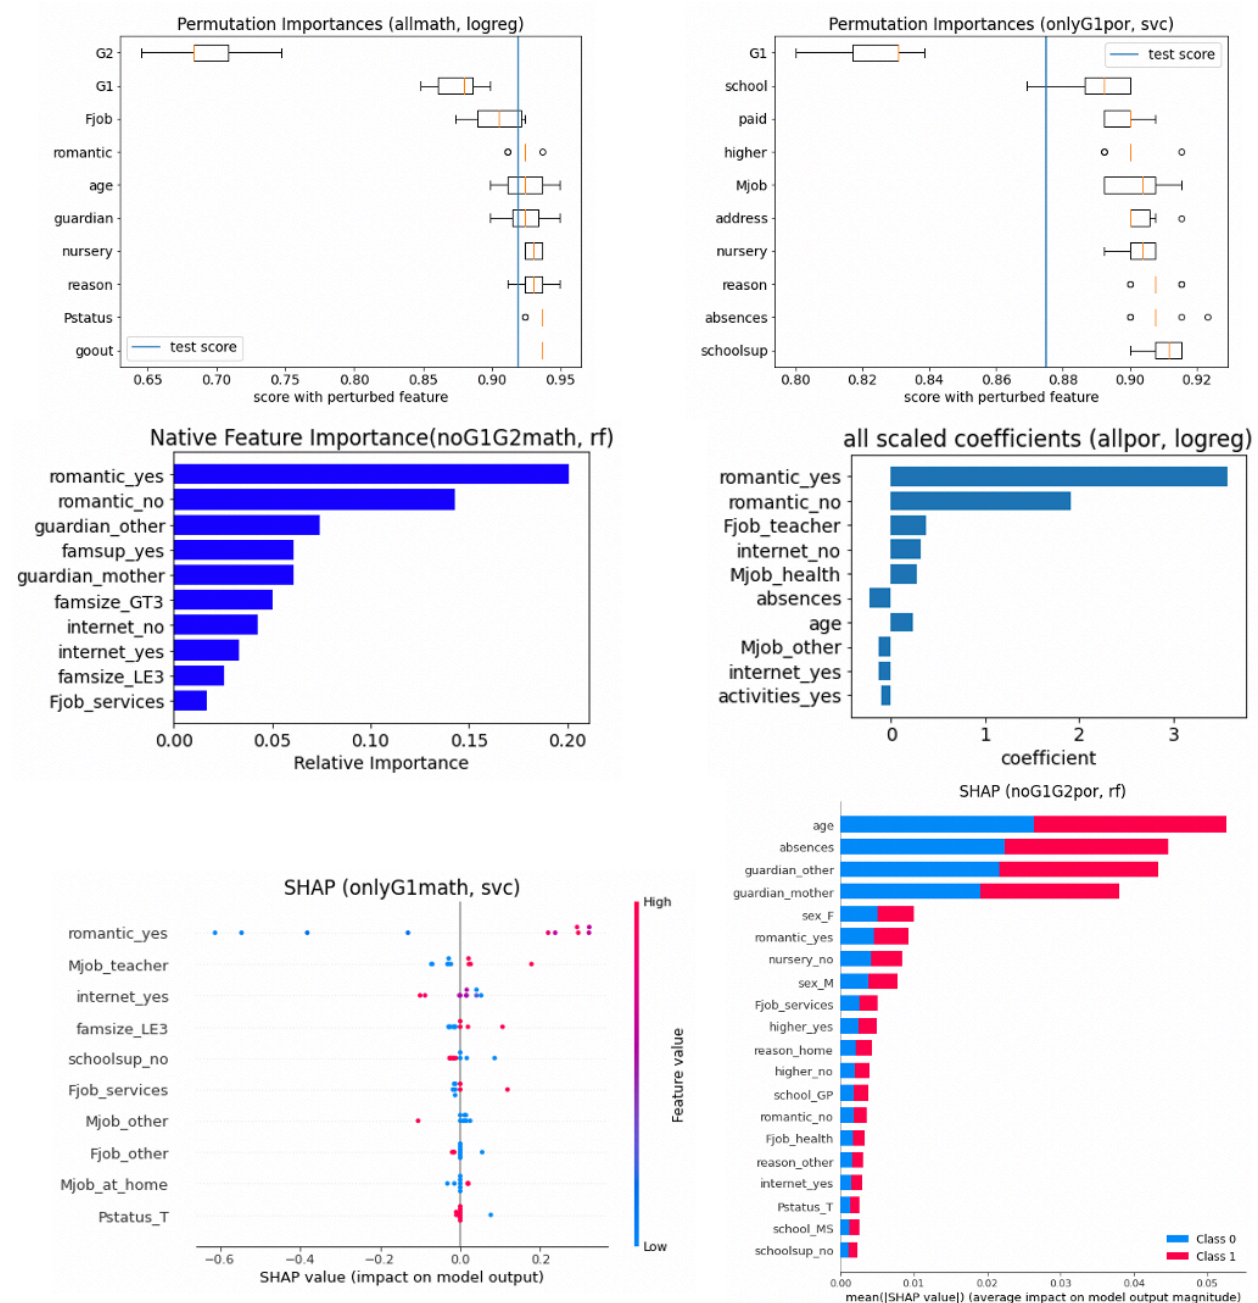 Permutation Importances (allmath, logreg)
G2
G1
Fjob
romantic
age
guardian
nursery
reason
Pstatus
goout
test score
0.65 0.70 0.75 0.80 0.85 0.90 0.95
score with perturbed feature
Permutation Importances (onlyG1por, svc)
G1
test score
school
paid
higher
Mjob
address
nursery
reason
absences
schoolsup
0.80 0.82 0.84 0.86 0.88 0.90 0.92
score with perturbed feature
Native Feature Importance(noG1G2math, rf)
romantic_yes
romantic_no
guardian_other
famsup_yes
guardian_mother
famsize_GT3
internet_no
internet_yes
famsize_LE3
Fjob_services
0.00 0.05 0.10 0.15 0.20
Relative Importance
all scaled coefficients (allpor, logreg)
romantic_yes
romantic_no
Fjob_teacher
internet_no
Mjob_health
absences
age
Mjob_other
internet_yes
activities_yes
0 1 2 3
coefficient
SHAP (onlyG1math, svc)
High
romantic_yes
Mjob_teacher
internet_yes
famsize_LE3
schoolsup_no
Fjob_services
Mjob_other
Fjob_other
Mjob_at_home
Pstatus_T
Feature value
Low
−0.6 −0.4 −0.2 0.0 0.2
SHAP value (impact on model output)
SHAP (noG1G2por, rf)
age
absences
guardian_other
guardian_mother
sex_F
romantic_yes
nursery_no
sex_M
Fjob_services
higher_yes
reason_home
higher_no
school_GP
romantic_no
Fjob_health
reason_other
internet_yes
Pstatus_T
school_MS
schoolsup_no
Class 0
Class 1
0.00 0.01 0.02 0.03 0.04 0.05
mean(|SHAP value|) (average impact on model output magnitude)